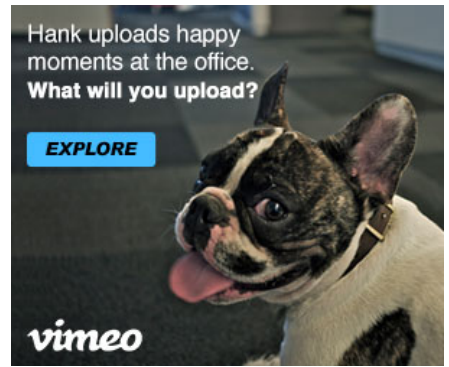 Hank uploads happy
moments at the office.
What will you upload?
EXPLORE
vimeo